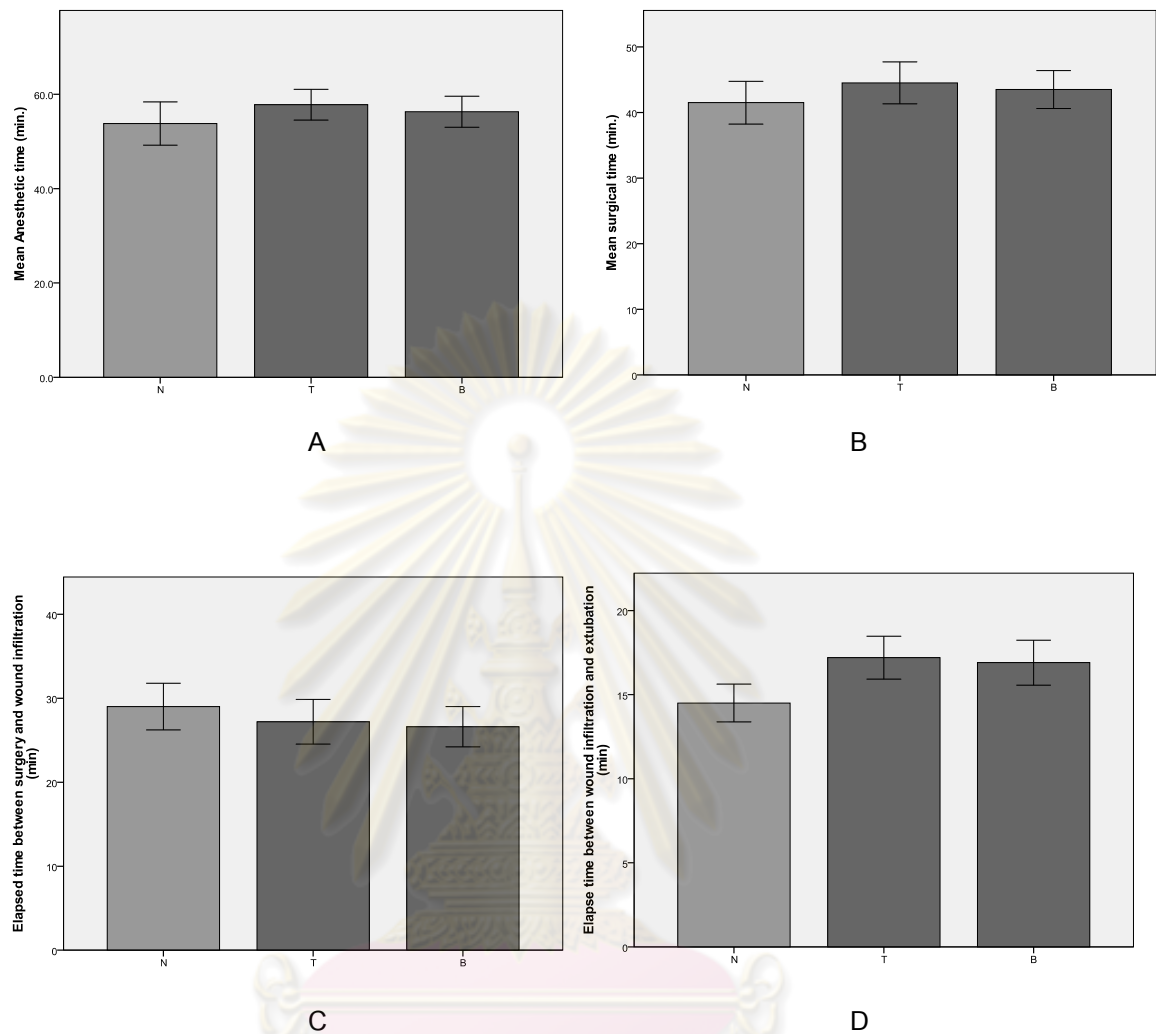 Mean Anesthetic time (min.)
60.0
40.0
20.0
0.0
N T B
A
Mean surgical time (min.)
50
40
30
20
10
0
N T B
B
Elapsed time between surgery and wound infiltration
(min)
40
30
20
10
0
N T B
C
Elapse time between wound infiltration and extubation
(min)
20
15
10
5
0
N T B
D